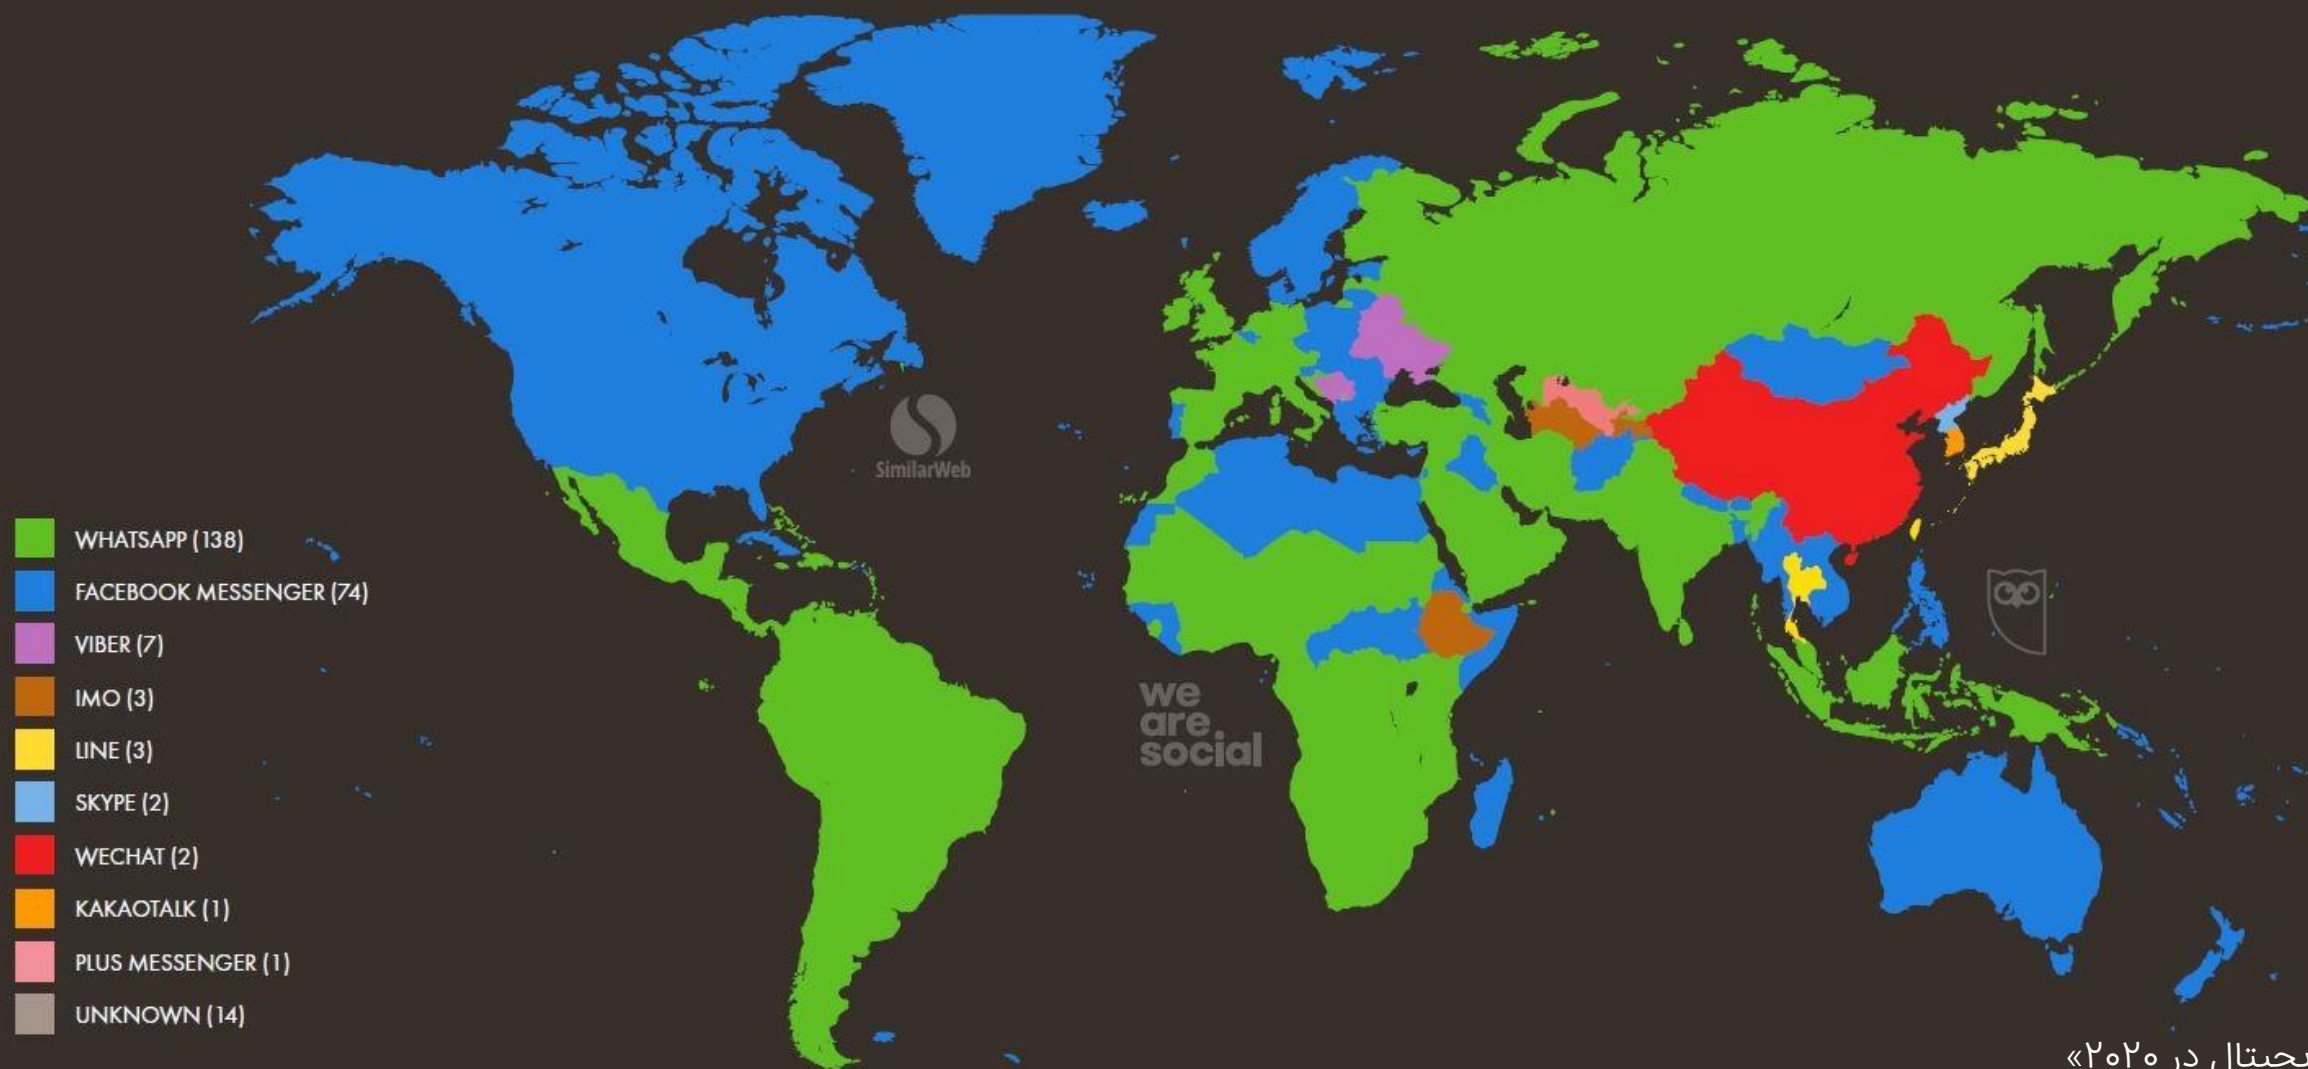 SimilarWeb
WHATSAPP (138)
FACEBOOK MESSENGER (74)
VIBER (7)
IMO (3)
LINE (3)
SKYPE (2)
WECHAT (2)
KAKAOTALK (1)
PLUS MESSENGER (1)
UNKNOWN (14)
we
are
social
در ۲۰۲۰»